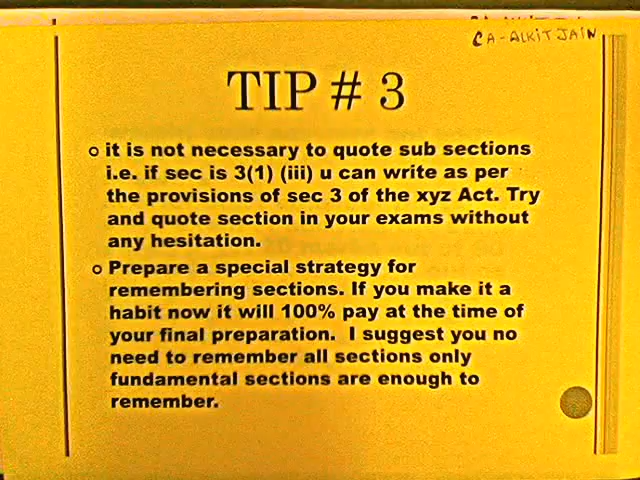 CA-ALKIT JAIN
TIP # 3
o it is not necessary to quote sub sections
i.e. if sec is 3(1) (iii) u can write as per
the provisions of sec 3 of the xyz Act. Try
and quote section in your exams without
any hesitation.
o Prepare a special strategy for
remembering sections. If you make it a
habit now it will 100% pay at the time of
your final preparation. I suggest you no
need to remember all sections only
fundamental sections are enough to
remember.